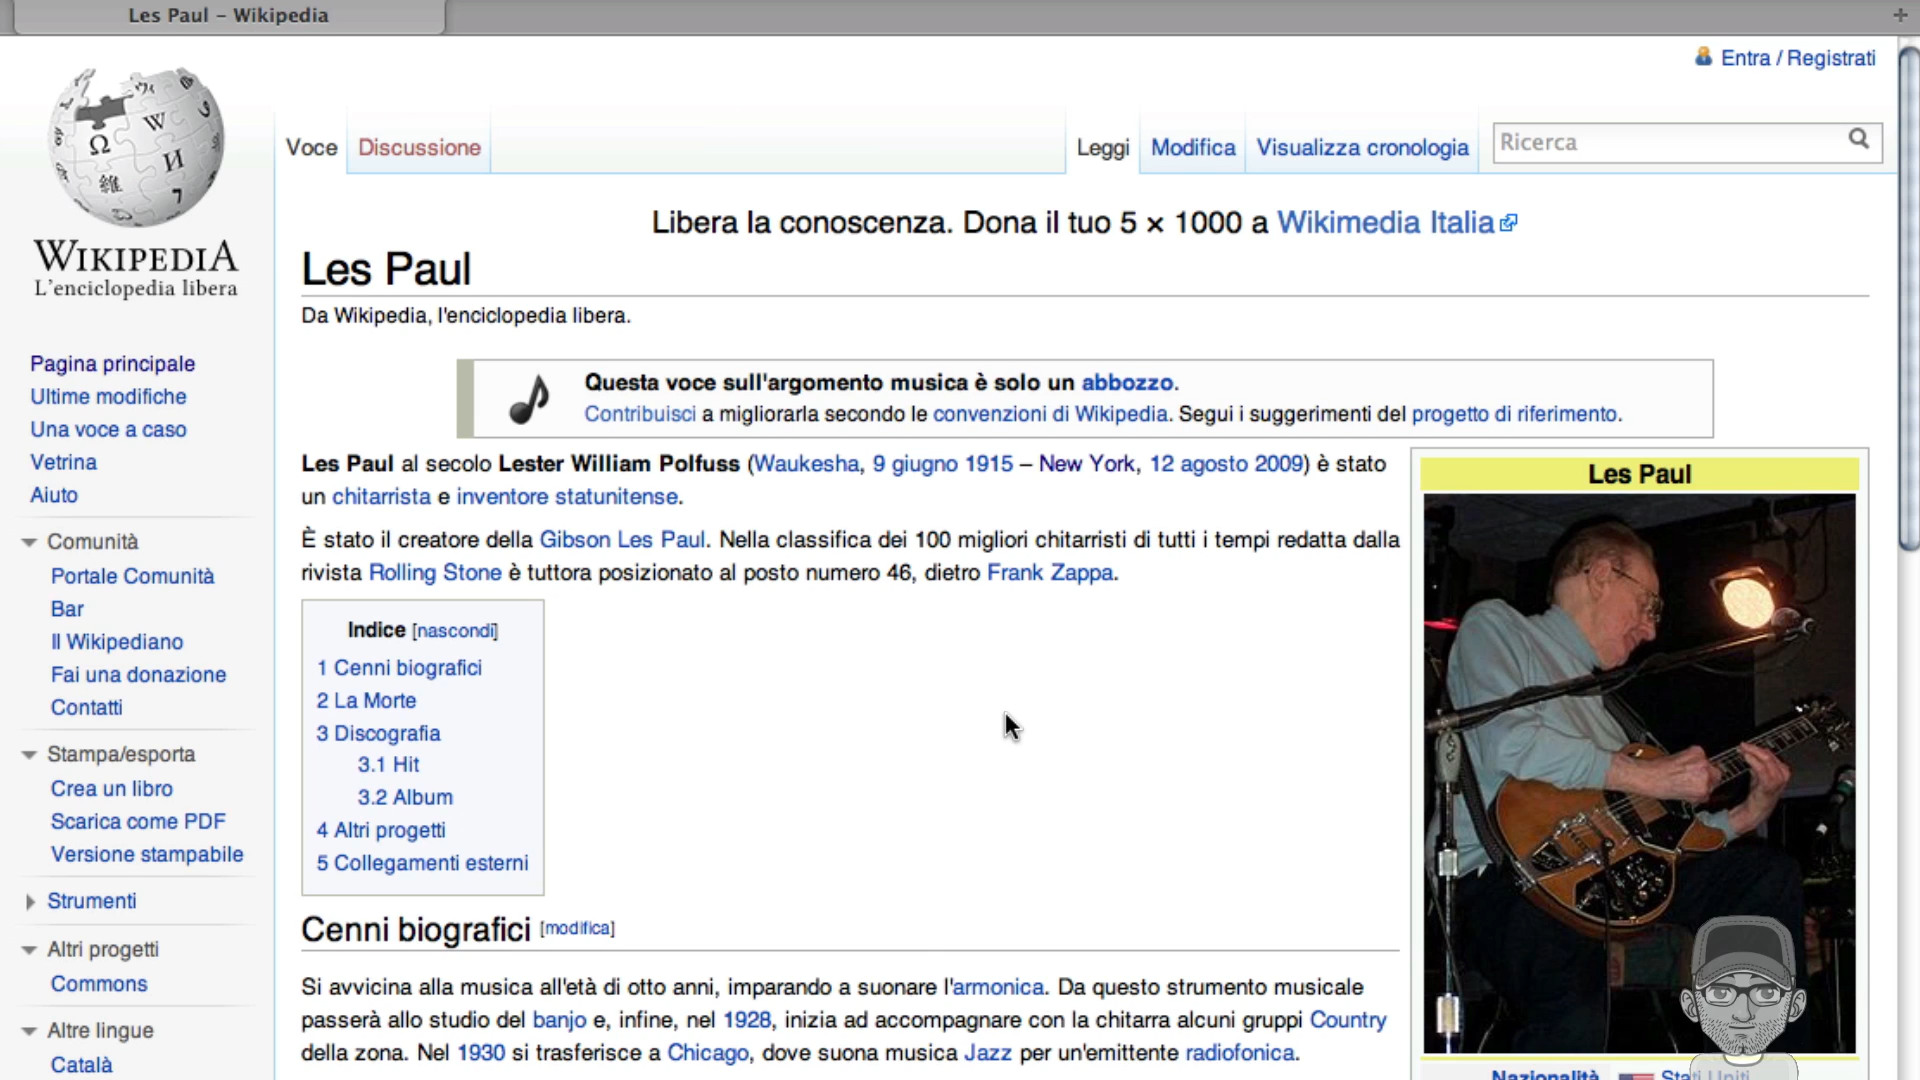 Les Paul – Wikipedia
Entra / Registrati
WIKIPEDIA
L'enciclopedia libera
Voce
Discussione
Leggi
Modifica
Visualizza cronologia
Ricerca
Libera la conoscenza. Dona il tuo 5 × 1000 a Wikimedia Italia
Les Paul
Da Wikipedia, l'enciclopedia libera.
Pagina principale
Ultime modifiche
Una voce a caso
Vetrina
Aiuto
Comunità
Portale Comunità
Bar
Il Wikipediano
Fai una donazione
Contatti
Stampa/esporta
Crea un libro
Scarica come PDF
Versione stampabile
Strumenti
Altri progetti
Commons
Altre lingue
Català
Questa voce sull'argomento musica è solo un abbozzo.
Contribuisci a migliorarla secondo le convenzioni di Wikipedia. Segui i suggerimenti del progetto di riferimento.
Les Paul al secolo Lester William Polfuss (Waukesha, 9 giugno 1915 – New York, 12 agosto 2009) è stato
un chitarrista e inventore statunitense.
È stato il creatore della Gibson Les Paul. Nella classifica dei 100 migliori chitarristi di tutti i tempi redatta dalla
rivista Rolling Stone è tuttora posizionato al posto numero 46, dietro Frank Zappa.
Indice [nascondi]
1 Cenni biografici
2 La Morte
3 Discografia
3.1 Hit
3.2 Album
4 Altri progetti
5 Collegamenti esterni
Cenni biografici [modifica]
Si avvicina alla musica all'età di otto anni, imparando a suonare l'armonica. Da questo strumento musicale
passerà allo studio del banjo e, infine, nel 1928, inizia ad accompagnare con la chitarra alcuni gruppi Country
della zona. Nel 1930 si trasferisce a Chicago, dove suona musica Jazz per un'emittente radiofonica.
Les Paul
Nazionalità Stati Uniti